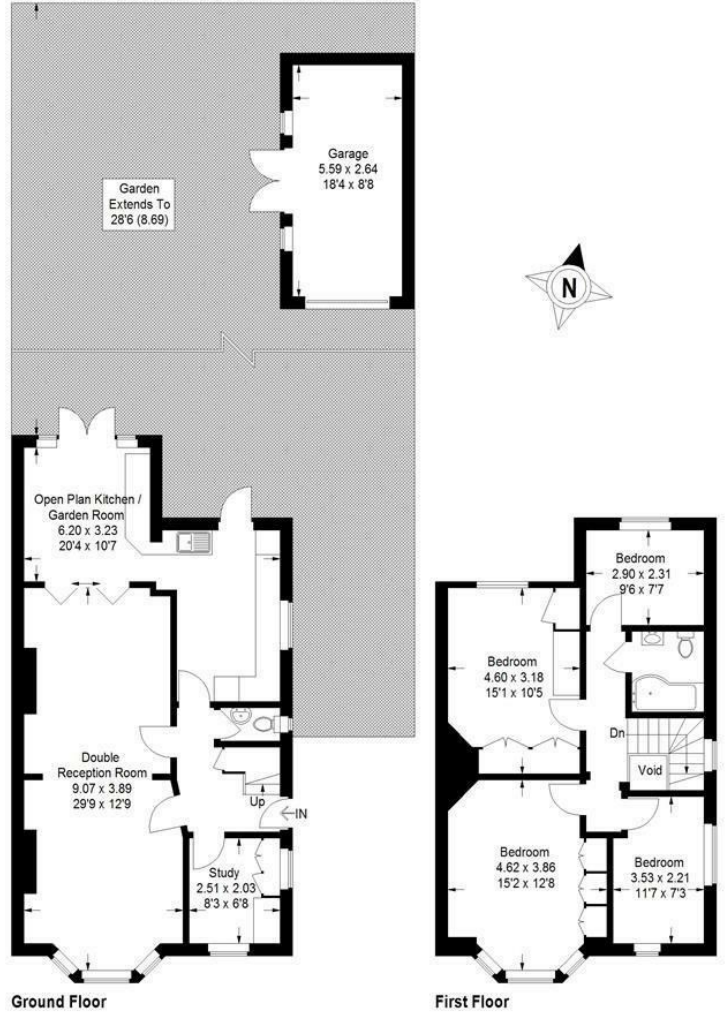 Garage
5.59 x 2.64
18'4 x 8'8
Garden
Extends To
28'6 (8.69)
N
Open Plan Kitchen /
Garden Room
6.20 x 3.23
20'4 x 10'7
Double
Reception Room
9.07 x 3.89
29'9 x 12'9
Up
IN
Study
2.51 x 2.03
8'3 x 6'8
Ground Floor
Bedroom
2.90 x 2.31
9'6 x 7'7
Bedroom
4.60 x 3.18
15'1 x 10'5
Dn
Void
Bedroom
4.62 x 3.86
15'2 x 12'8
Bedroom
3.53 x 2.21
11'7 x 7'3
First Floor